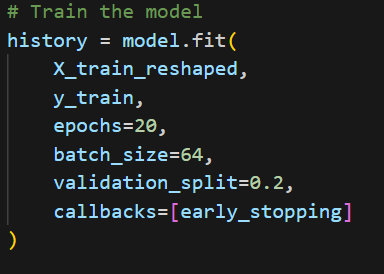 # Train the model
history = model.fit(
    X_train_reshaped,
    y_train,
    epochs=20,
    batch_size=64,
    validation_split=0.2,
    callbacks=[early_stopping]
)